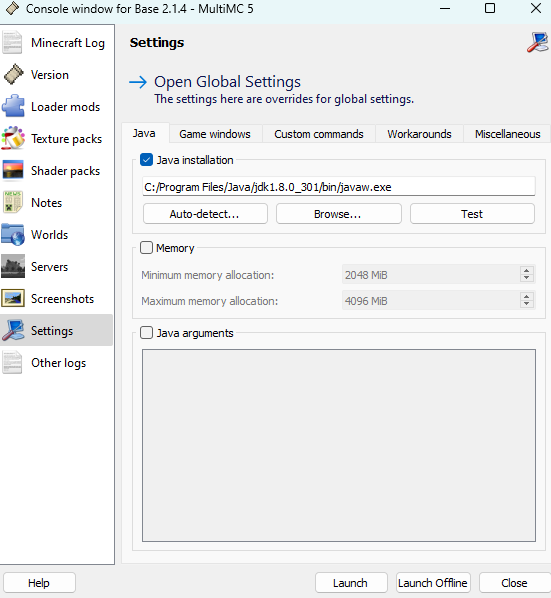 Console window for Base 2.1.4 - MultiMC 5
Minecraft Log
Version
Loader mods
Texture packs
Shader packs
Notes
Worlds
Servers
Screenshots
Settings
Other logs
Settings
Open Global Settings
The settings here are overrides for global settings.
Java
Game windows
Custom commands
Workarounds
Miscellaneous
Java installation
C:/Program Files/Java/jdk1.8.0_301/bin/javaw.exe
Auto-detect...
Browse...
Test
Memory
Minimum memory allocation:
2048 MiB
Maximum memory allocation:
4096 MiB
Java arguments
Help
Launch
Launch Offline
Close